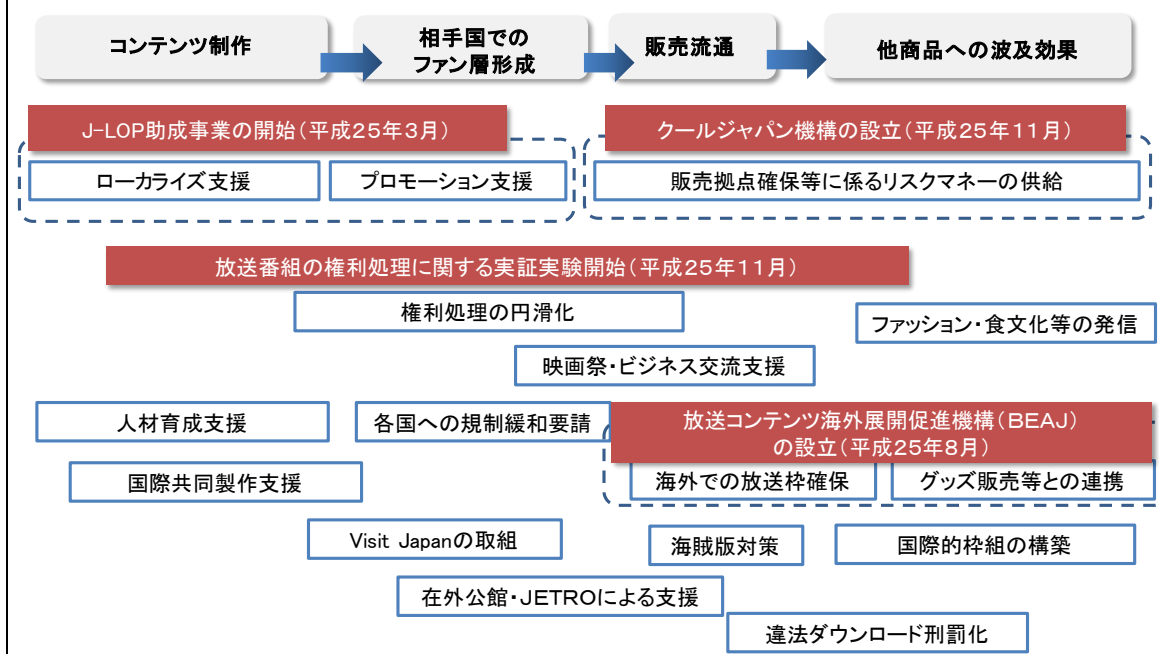 コンテンツ制作
相手国での
ファン層形成
販売流通
他商品への波及効果
J-LOP助成事業の開始(平成25年3月)
クールジャパン機構の設立(平成25年11月)
ローカライズ支援
プロモーション支援
販売拠点確保等に係るリスクマネーの供給
放送番組の権利処理に関する実証実験開始(平成25年11月)
権利処理の円滑化
ファッション・食文化等の発信
映画祭・ビジネス交流支援
人材育成支援
各国への規制緩和要請
放送コンテンツ海外展開促進機構(BEAJ)
の設立(平成25年8月)
国際共同製作支援
海外での放送枠確保
グッズ販売等との連携
Visit Japanの取組
海賊版対策
国際的枠組の構築
在外公館・JETROによる支援
違法ダウンロード刑罰化